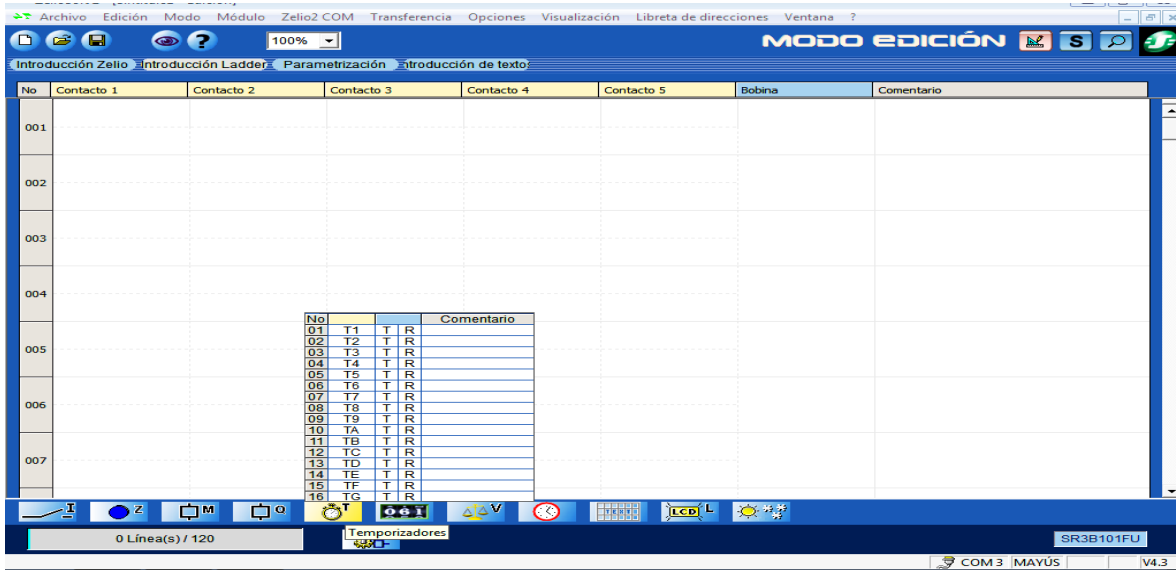 Archivo Edición Modo Módulo Zelio2 COM Transferencia Opciones Visualización Libreta de direcciones Ventana ?
100% MODO EDICIÓN S
Introducción Zelio ntroducción Ladder Parametrización ntroducción de texto
No Contacto 1 Contacto 2 Contacto 3 Contacto 4 Contacto 5 Bobina Comentario
001
002
003
004
005
006
007
No Comentario
01 T1 T R
02 T2 T R
03 T3 T R
04 T4 T R
05 T5 T R
06 T6 T R
07 T7 T R
08 T8 T R
09 T9 T R
10 TA T R
11 TB T R
12 TC T R
13 TD T R
14 TE T R
15 TF T R
16 TG T R
I Z M Q T V TEXT LCD L
Temporizadores
0 Línea(s) / 120 SR3B101FU
COM 3 MAYÚS V4.3